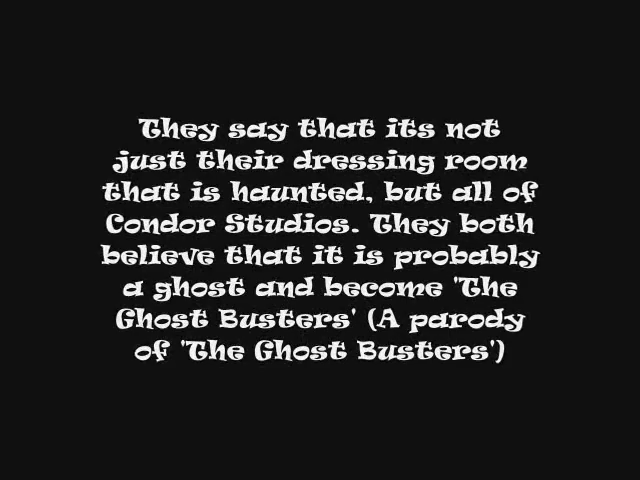 They say that its not
just their dressing room
that is haunted, but all of
Condor Studios. They both
believe that it is probably
a ghost and become 'The
Ghost Busters' (A parody
of 'The Ghost Busters')